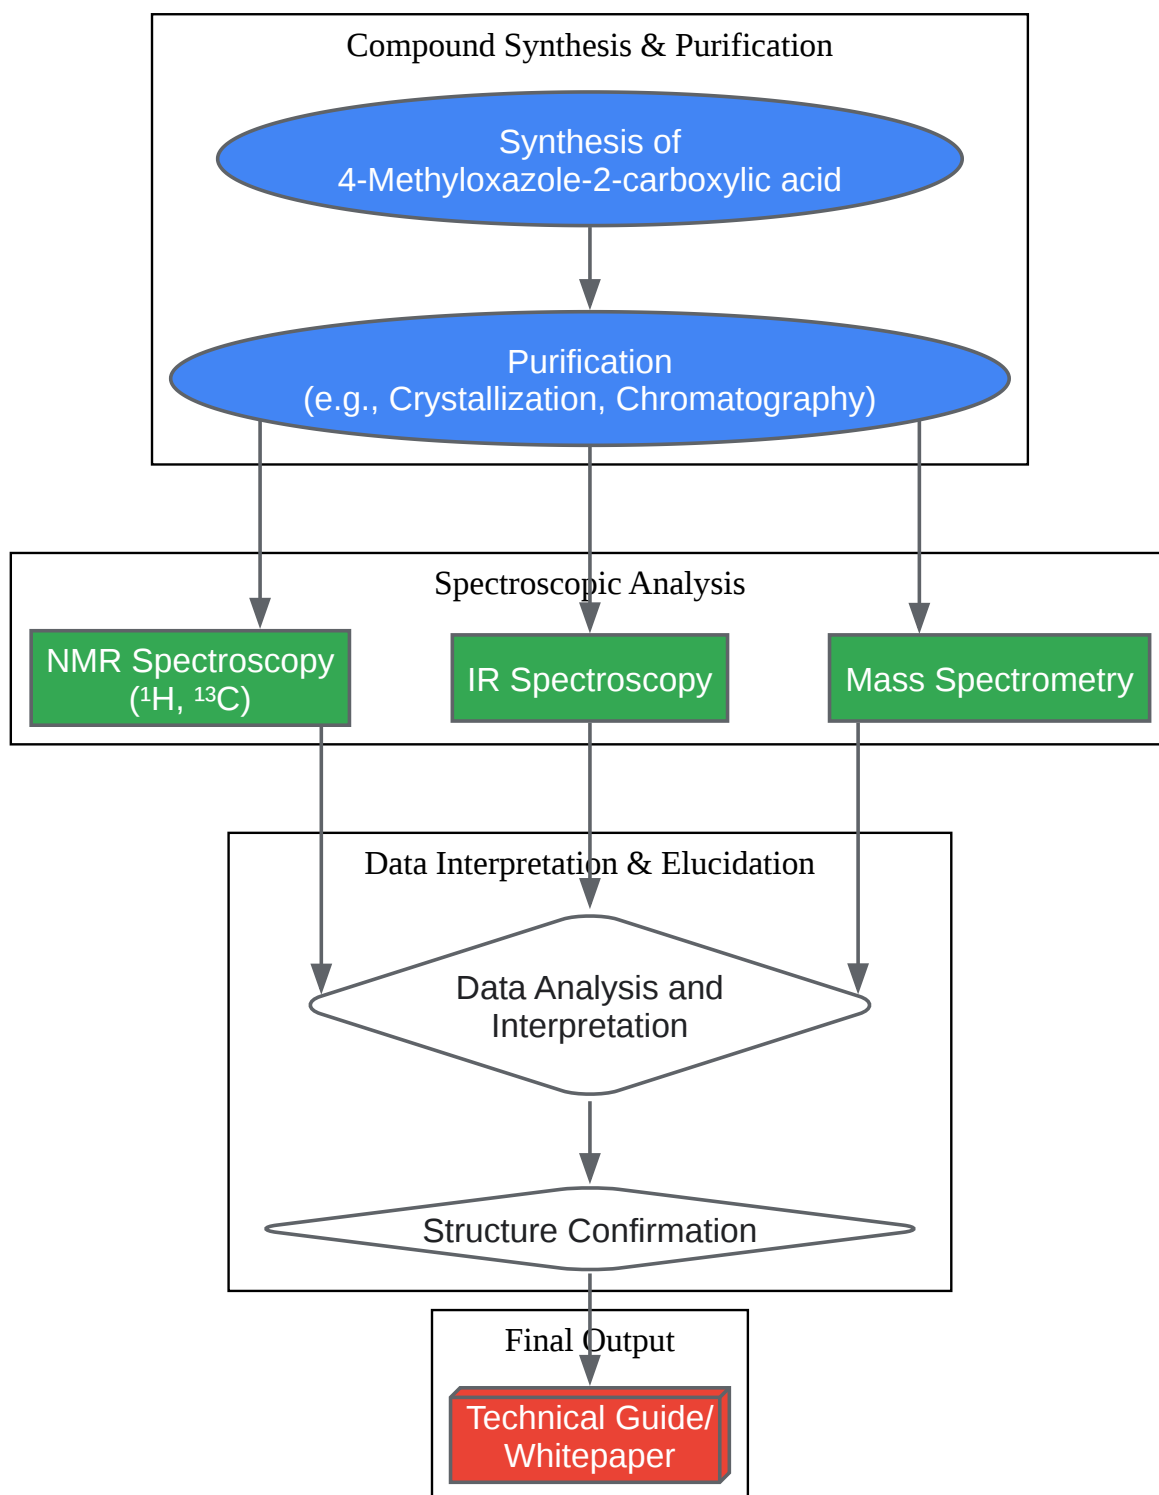 Compound Synthesis & Purification
Synthesis of
4-Methyloxazole-2-carboxylic acid
Purification
(e.g., Crystallization, Chromatography)
Spectroscopic Analysis
NMR Spectroscopy
(¹H, ¹³C)
IR Spectroscopy
Mass Spectrometry
Data Interpretation & Elucidation
Data Analysis and
Interpretation
Structure Confirmation
Final Output
Technical Guide/
Whitepaper